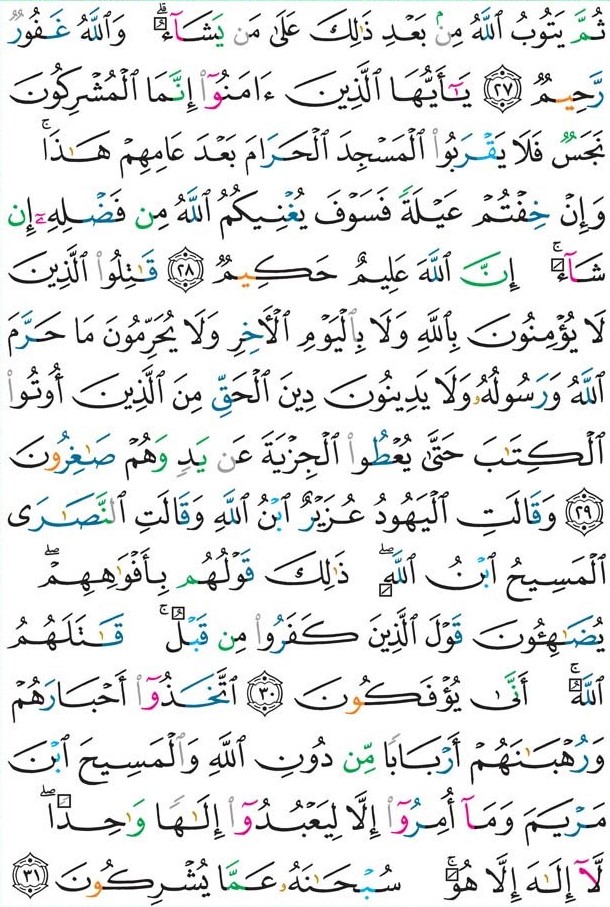 ثُمَّ يَتُوبُ ٱللَّهُ مِنۢ بَعْدِ ذَٰلِكَ عَلَىٰ مَن يَشَآءُ ۗ وَٱللَّهُ غَفُورٌ
رَّحِيمٌ ٢٧ يَـٰٓأَيُّهَا ٱلَّذِينَ ءَامَنُوٓا۟ إِنَّمَا ٱلْمُشْرِكُونَ
نَجَسٌ فَلَا يَقْرَبُوا۟ ٱلْمَسْجِدَ ٱلْحَرَامَ بَعْدَ عَامِهِمْ هَـٰذَا ۚ
وَإِنْ خِفْتُمْ عَيْلَةً فَسَوْفَ يُغْنِيكُمُ ٱللَّهُ مِن فَضْلِهِۦٓ إِن
شَآءَ ۚ إِنَّ ٱللَّهَ عَلِيمٌ حَكِيمٌ ٢٨ قَـٰتِلُوا۟ ٱلَّذِينَ
لَا يُؤْمِنُونَ بِٱللَّهِ وَلَا بِٱلْيَوْمِ ٱلْـَٔاخِرِ وَلَا يُحَرِّمُونَ مَا حَرَّمَ
ٱللَّهُ وَرَسُولُهُۥ وَلَا يَدِينُونَ دِينَ ٱلْحَقِّ مِنَ ٱلَّذِينَ أُوتُوا۟
ٱلْكِتَـٰبَ حَتَّىٰ يُعْطُوا۟ ٱلْجِزْيَةَ عَن يَدٍ وَهُمْ صَـٰغِرُونَ
٢٩ وَقَالَتِ ٱلْيَهُودُ عُزَيْرٌ ٱبْنُ ٱللَّهِ وَقَالَتِ ٱلنَّصَـٰرَى
ٱلْمَسِيحُ ٱبْنُ ٱللَّهِ ۖ ذَٰلِكَ قَوْلُهُم بِأَفْوَٰهِهِمْ ۖ
يُضَـٰهِـُٔونَ قَوْلَ ٱلَّذِينَ كَفَرُوا۟ مِن قَبْلُ ۚ قَـٰتَلَهُمُ
ٱللَّهُ ۚ أَنَّىٰ يُؤْفَكُونَ ٣٠ ٱتَّخَذُوٓا۟ أَحْبَارَهُمْ
وَرُهْبَـٰنَهُمْ أَرْبَابًا مِّن دُونِ ٱللَّهِ وَٱلْمَسِيحَ ٱبْنَ
مَرْيَمَ وَمَآ أُمِرُوٓا۟ إِلَّا لِيَعْبُدُوٓا۟ إِلَـٰهًا وَٰحِدًا ۖ
لَّآ إِلَـٰهَ إِلَّا هُوَ ۚ سُبْحَـٰنَهُۥ عَمَّا يُشْرِكُونَ ٣١